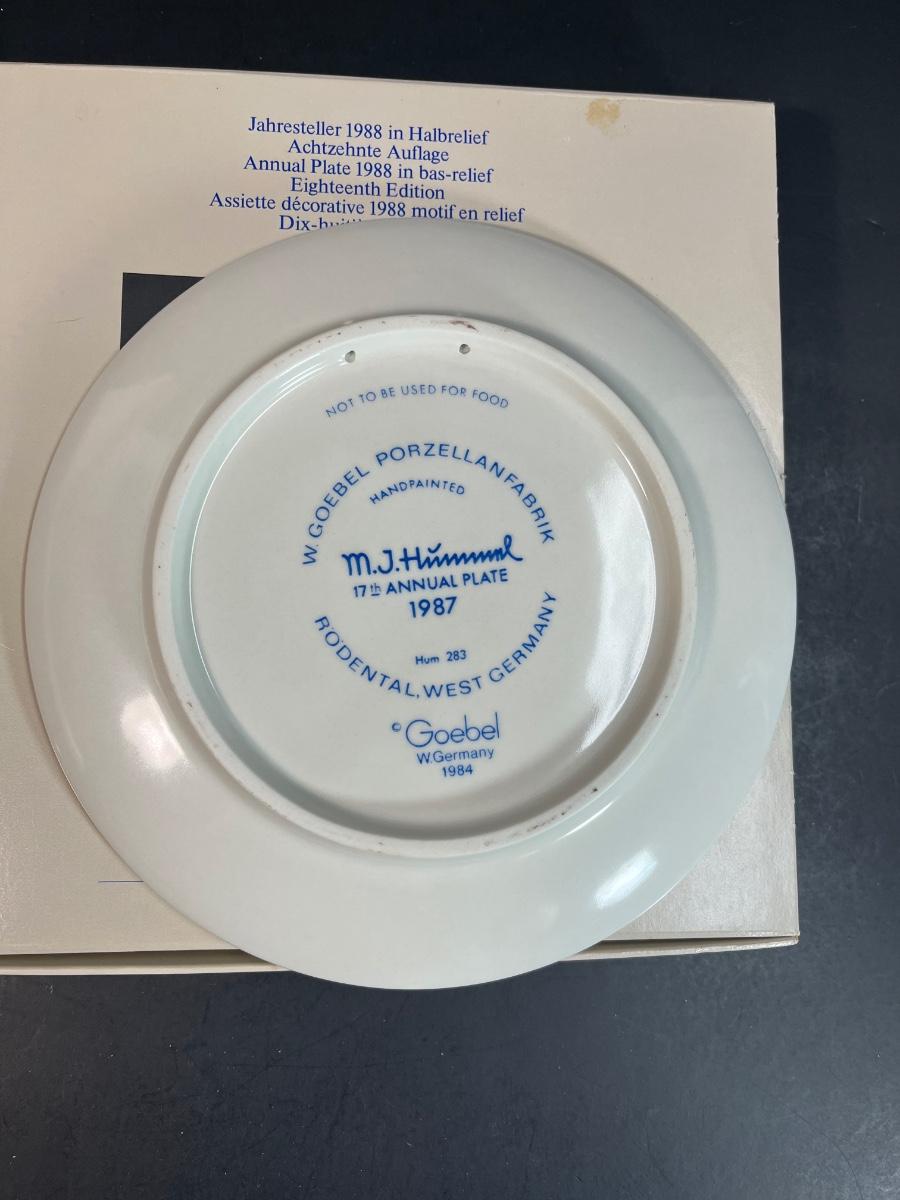 Jahresteller 1988 in Halbrelief
Achtzehnte Auflage
Annual Plate 1988 in bas-relief
Eighteenth Edition
Assiette décorative 1988 motif en relief
NOT TO BE USED FOR FOOD
W. GOEBEL PORZELLANFABRIK
HANDPAINTED
M.J.Hummel
17th ANNUAL PLATE
1987
Hum 283
RÖDENTAL, WEST GERMANY
© Goebel
W.Germany
1984